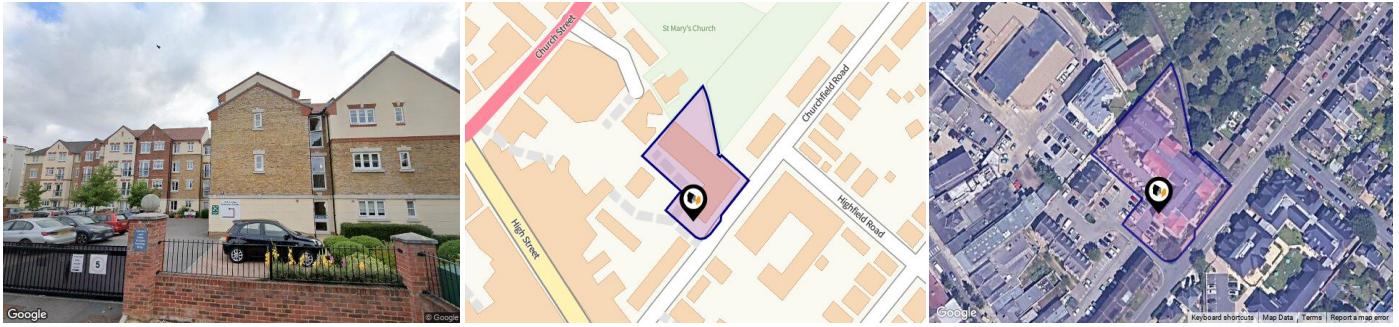 5
Google
© Google
Church Street
St Mary's Church
Churchfield Road
Highfield Road
High Street
Google
Keyboard shortcuts
Map Data
Terms
Report a map error